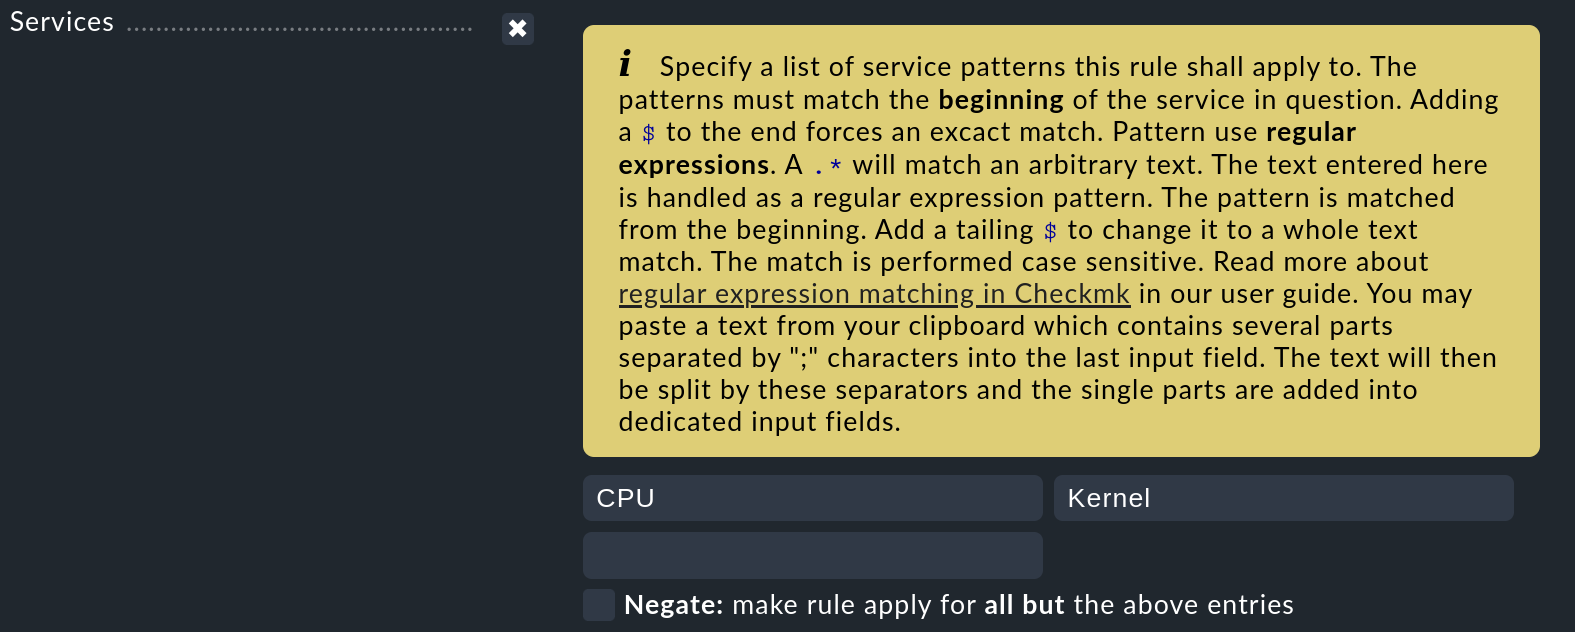 Services
✖
i Specify a list of service patterns this rule shall apply to. The
patterns must match the beginning of the service in question. Adding
a $ to the end forces an excact match. Pattern use regular
expressions. A .* will match an arbitrary text. The text entered here
is handled as a regular expression pattern. The pattern is matched
from the beginning. Add a tailing $ to change it to a whole text
match. The match is performed case sensitive. Read more about
regular expression matching in Checkmk in our user guide. You may
paste a text from your clipboard which contains several parts
separated by ";" characters into the last input field. The text will then
be split by these separators and the single parts are added into
dedicated input fields.
CPU Kernel
Negate: make rule apply for all but the above entries